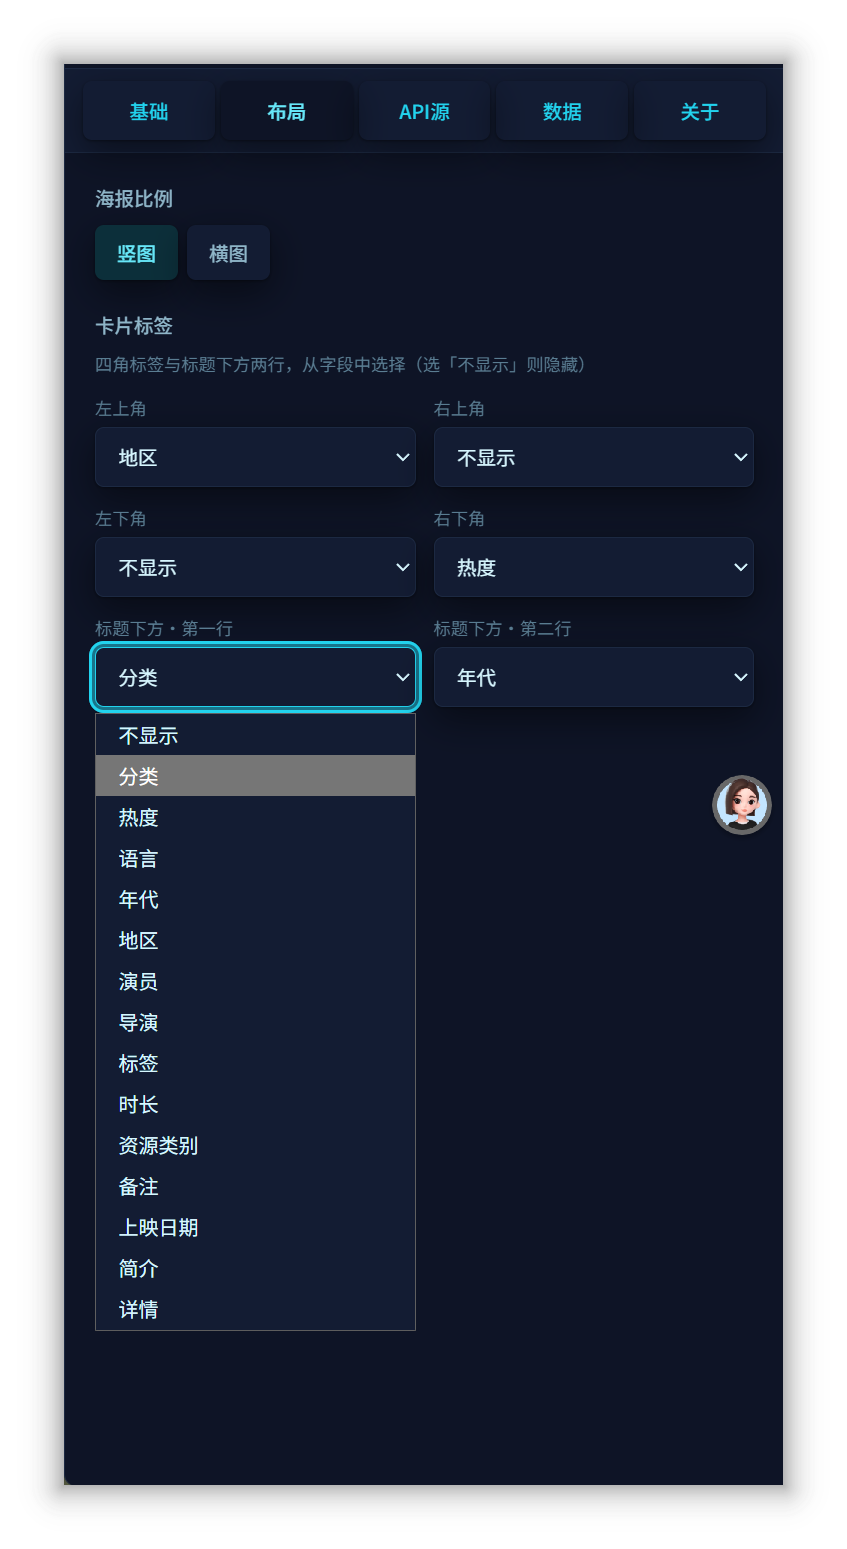 基础 布局 API源 数据 关于
海报比例
竖图 横图
卡片标签
四角标签与标题下方两行，从字段中选择（选「不显示」则隐藏）
左上角 右上角
地区 不显示
左下角 右下角
不显示 热度
标题下方·第一行 标题下方·第二行
分类 年代
不显示
分类
热度
语言
年代
地区
演员
导演
标签
时长
资源类别
备注
上映日期
简介
详情